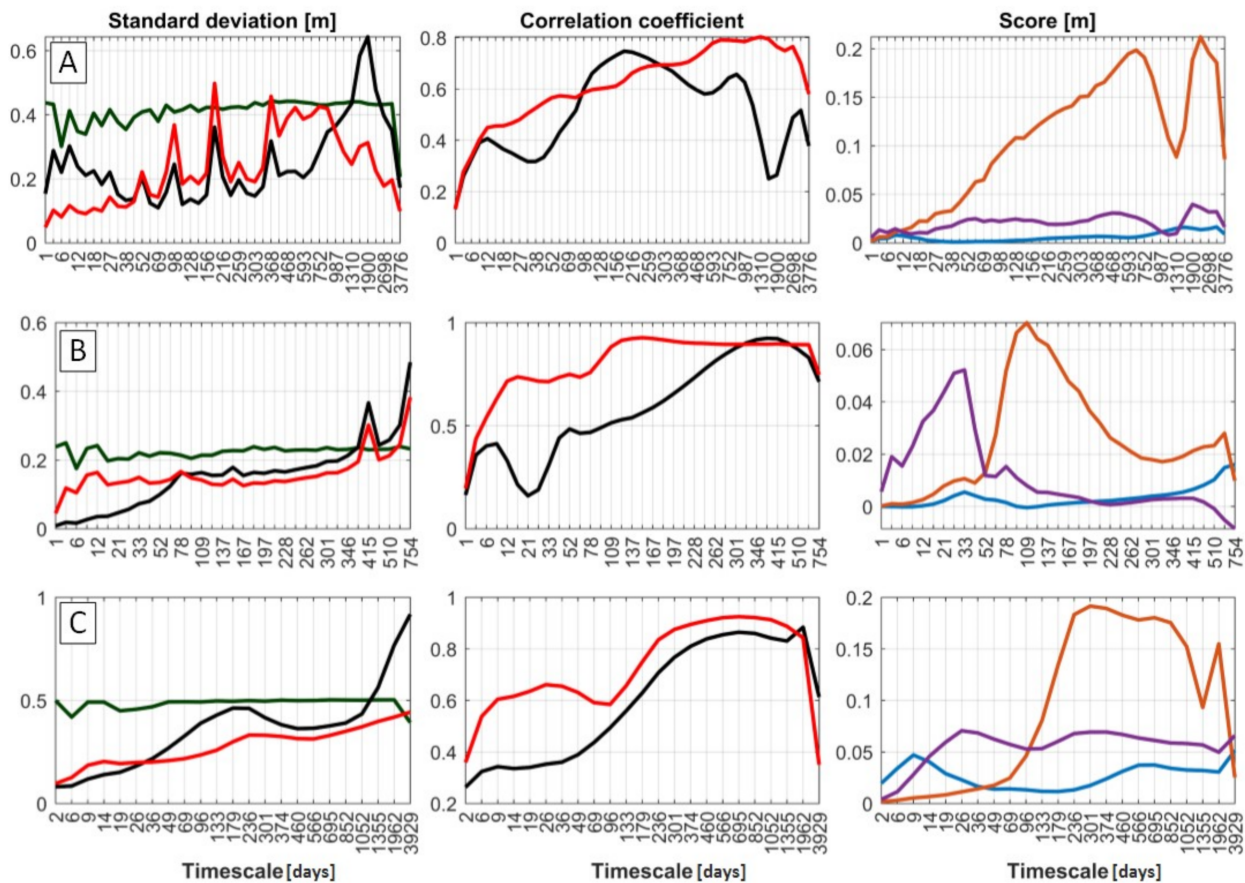 Standard deviation [m] Correlation coefficient Score [m]
A
0.6
0.4
0.2
0
1 6 12 18 27 38 52 69 98 128 156 216 259 303 368 468 593 752 987 1310 1900 2698 3776
0.8
0.6
0.4
0.2
0
1 6 12 18 27 38 52 69 98 128 156 216 259 303 368 468 593 752 987 1310 1900 2698 3776
0.2
0.15
0.1
0.05
0
1 6 12 18 27 38 52 69 98 128 156 216 259 303 368 468 593 752 987 1310 1900 2698 3776
B
0.6
0.4
0.2
0
1 6 12 21 33 52 78 109 137 167 197 228 262 301 346 415 510 754
1
0.5
0
1 6 12 21 33 52 78 109 137 167 197 228 262 301 346 415 510 754
0.06
0.04
0.02
0
1 6 12 21 33 52 78 109 137 167 197 228 262 301 346 415 510 754
C
1
0.5
0
2 6 9 14 19 26 36 49 69 96 133 179 236 301 374 460 566 695 852 1052 1355 1962 3929
Timescale [days]
1
0.8
0.6
0.4
0.2
2 6 9 14 19 26 36 49 69 96 133 179 236 301 374 460 566 695 852 1052 1355 1962 3929
Timescale [days]
0.2
0.15
0.1
0.05
0
2 6 9 14 19 26 36 49 69 96 133 179 236 301 374 460 566 695 852 1052 1355 1962 3929
Timescale [days]